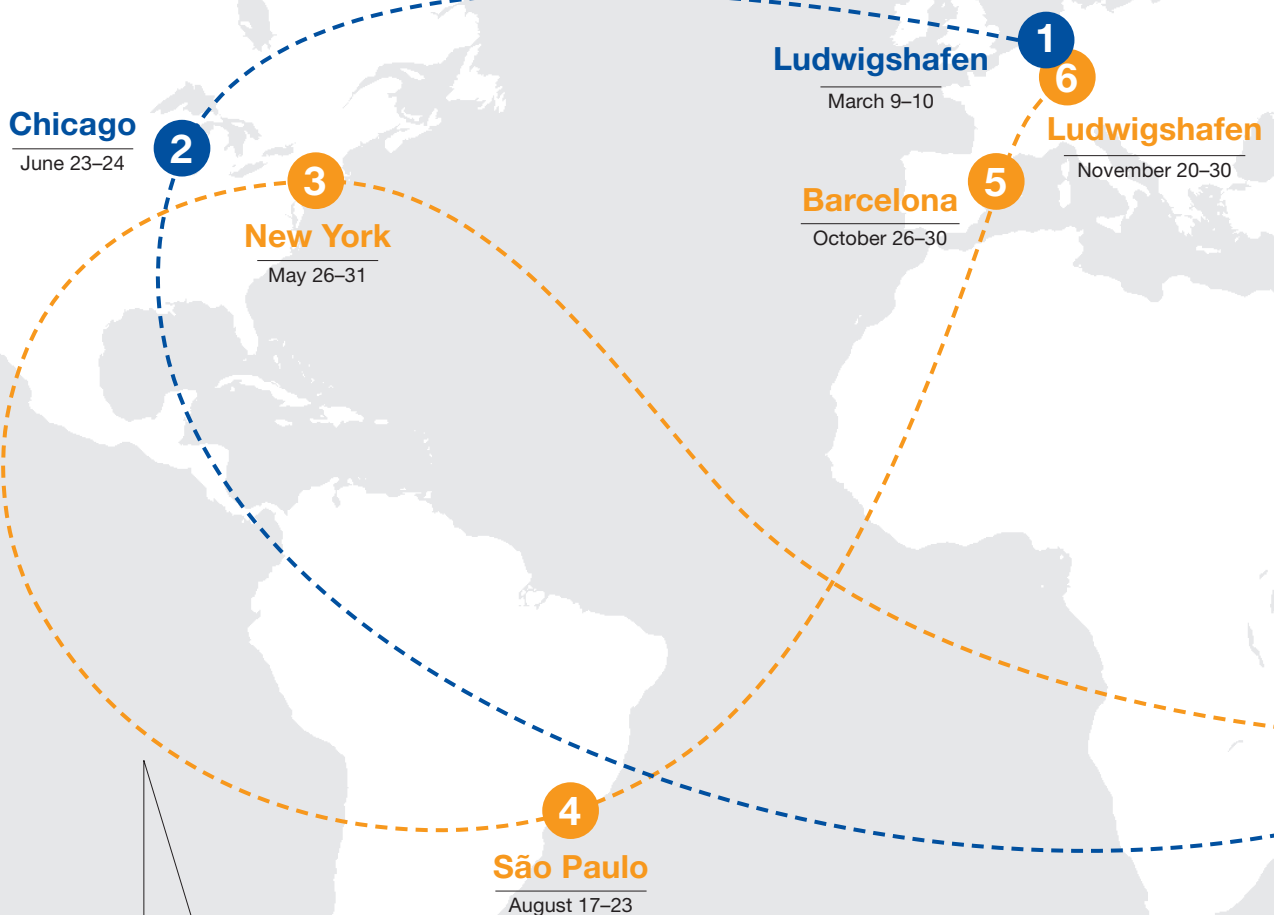 1
Ludwigshafen
March 9–10
6
Ludwigshafen
November 20–30
Chicago
June 23–24
2
3
New York
May 26–31
5
Barcelona
October 26–30
4
São Paulo
August 17–23